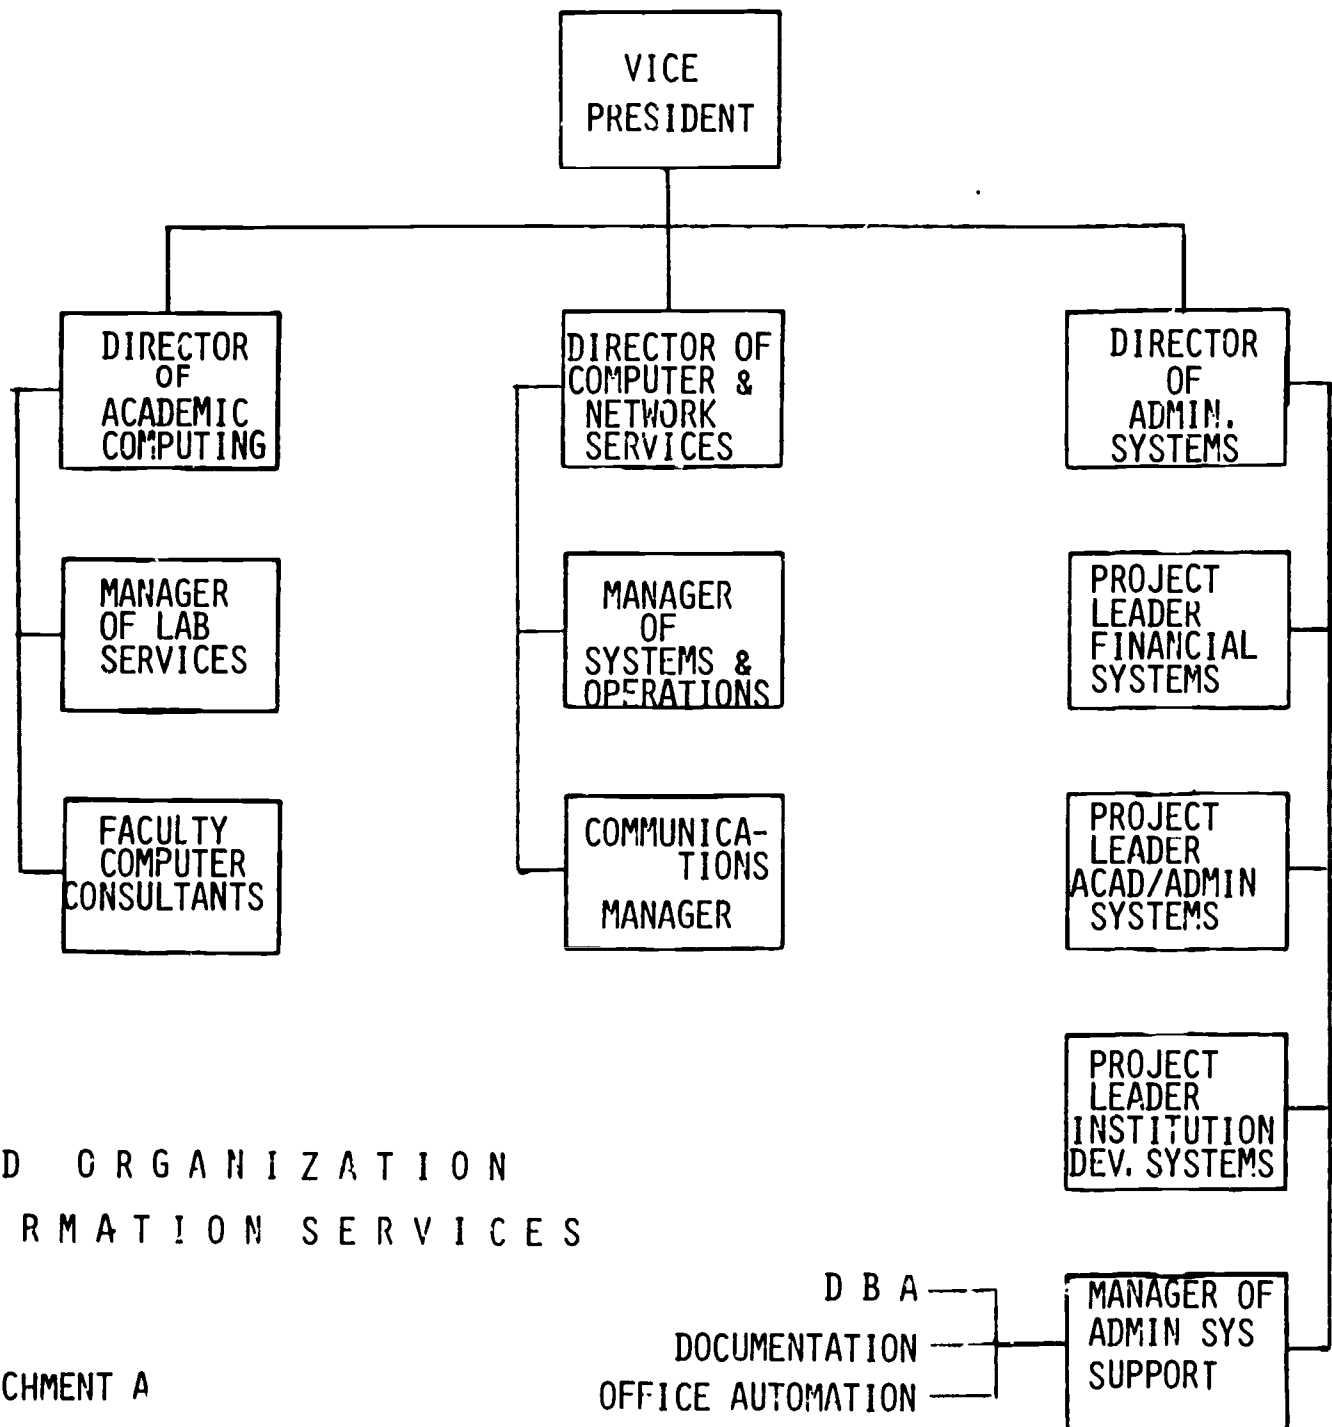 VICE
PRESIDENT
DIRECTOR
OF
ACADEMIC
COMPUTING
DIRECTOR OF
COMPUTER &
NETWORK
SERVICES
DIRECTOR
OF
ADMIN.
SYSTEMS
MANAGER
OF LAB
SERVICES
MANAGER
OF
SYSTEMS &
OPERATIONS
PROJECT
LEADER
FINANCIAL
SYSTEMS
FACULTY
COMPUTER
CONSULTANTS
COMMUNICA-
TIONS
MANAGER
PROJECT
LEADER
ACAD/ADMIN
SYSTEMS
PROJECT
LEADER
INSTITUTION
DEV. SYSTEMS
D ORGANIZATION
RMATION SERVICES
DBA
DOCUMENTATION
OFFICE AUTOMATION
MANAGER OF
ADMIN SYS
SUPPORT
CHMENT A